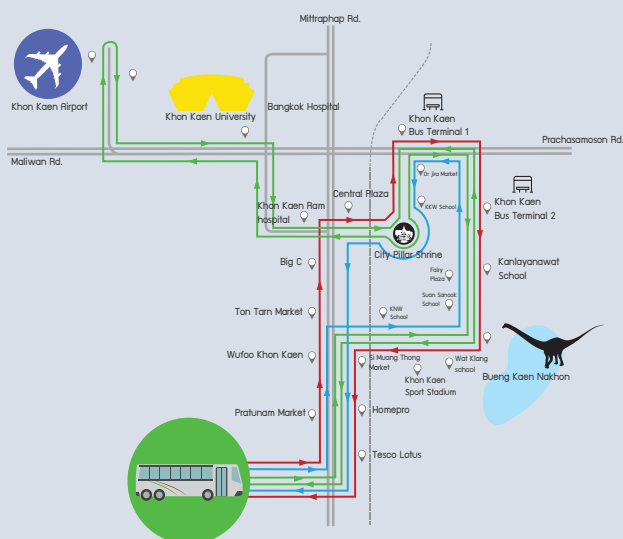 Mittraphap Rd.
Khon Kaen Airport
Khon Kaen University
Bangkok Hospital
Khon Kaen
Bus Terminal 1
Prachasamoson Rd.
Maliwan Rd.
Dr Jira Market
Central Plaza
Khon Kaen Ram
hospital
KKW School
Khon Kaen
Bus Terminal 2
City Pillar Shrine
Big C
Fairy
Plaza
Kanlayanawat
School
Suan Sanook
School
Ton Tarn Market
KNW
School
Wufoo Khon Kaen
Si Muang Thong
Market
Wat Klang
school
Khon Kaen
Sport Stadium
Bueng Kaen Nakhon
Pratunam Market
Homepro
Tesco Lotus